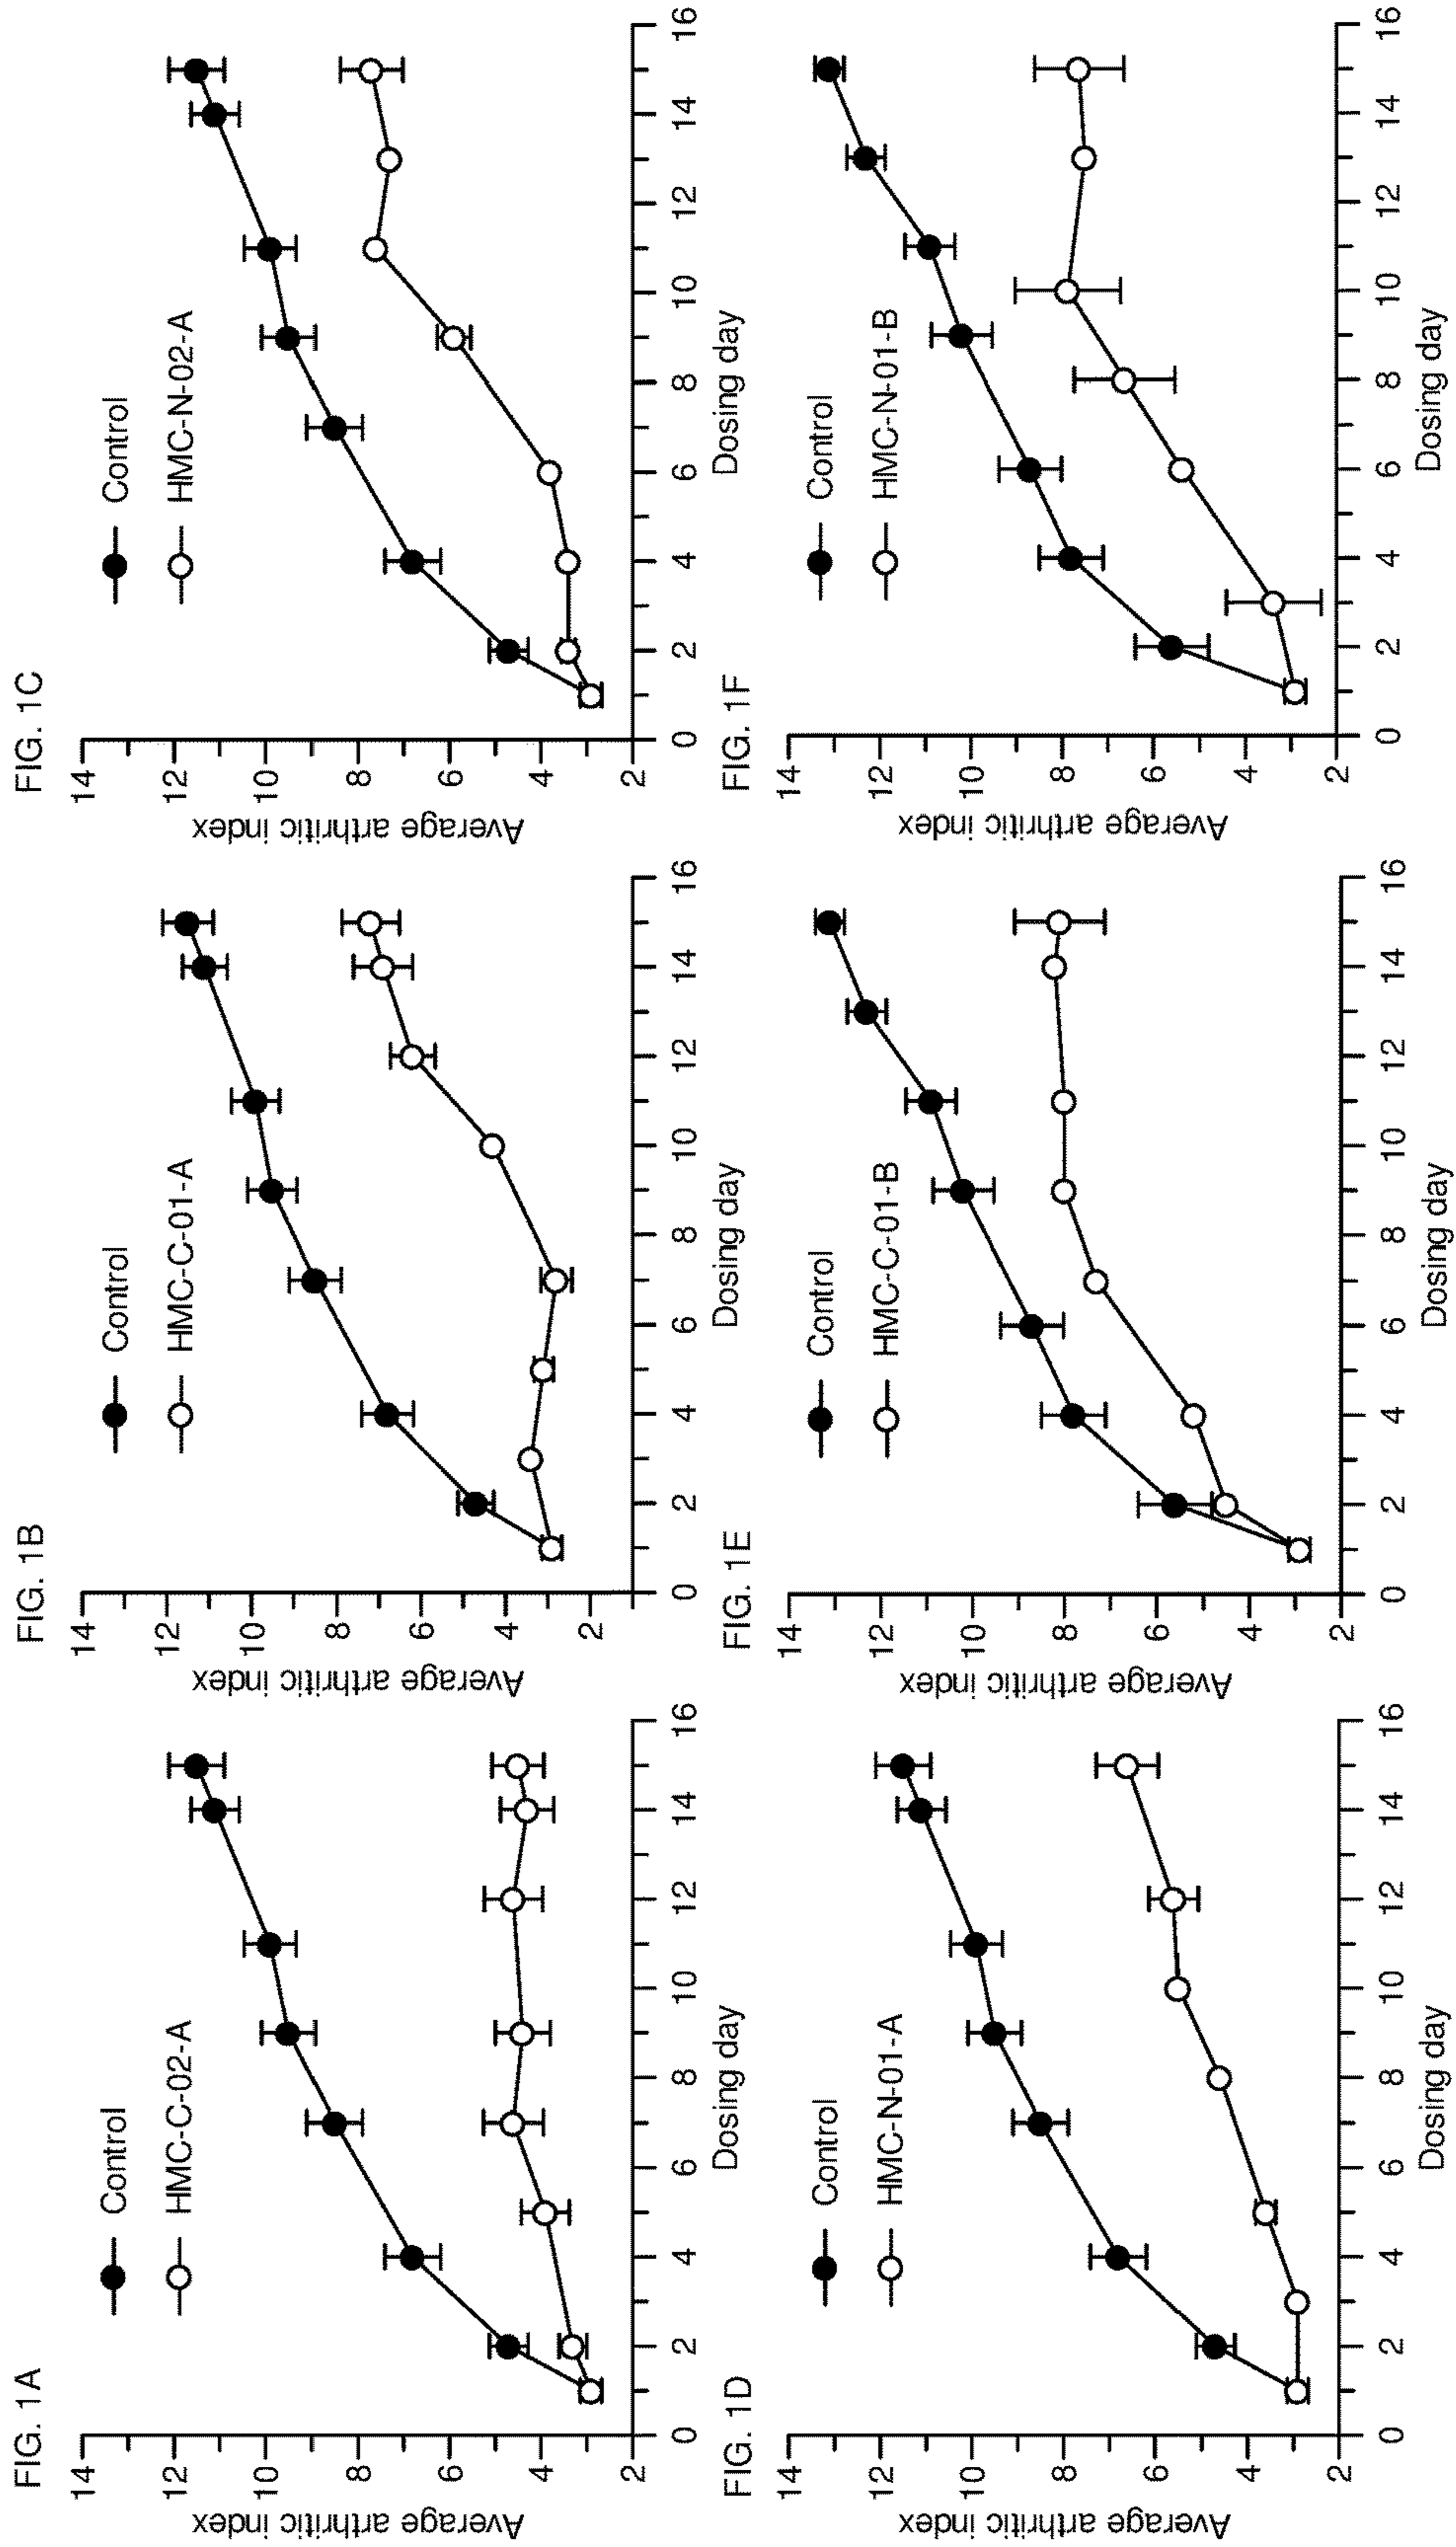 FIG. 1A
Average arthritic index
14
12
10
8
6
4
2
Control
HMC-C-02-A
0 2 4 6 8 10 12 14 16
Dosing day
FIG. 1B
Average arthritic index
14
12
10
8
6
4
2
Control
HMC-C-01-A
0 2 4 6 8 10 12 14 16
Dosing day
FIG. 1C
Average arthritic index
14
12
10
8
6
4
2
Control
HMC-N-02-A
0 2 4 6 8 10 12 14 16
Dosing day
FIG. 1D
Average arthritic index
14
12
10
8
6
4
2
Control
HMC-N-01-A
0 2 4 6 8 10 12 14 16
Dosing day
FIG. 1E
Average arthritic index
14
12
10
8
6
4
2
Control
HMC-C-01-B
0 2 4 6 8 10 12 14 16
Dosing day
FIG. 1F
Average arthritic index
14
12
10
8
6
4
2
Control
HMC-N-01-B
0 2 4 6 8 10 12 14 16
Dosing day